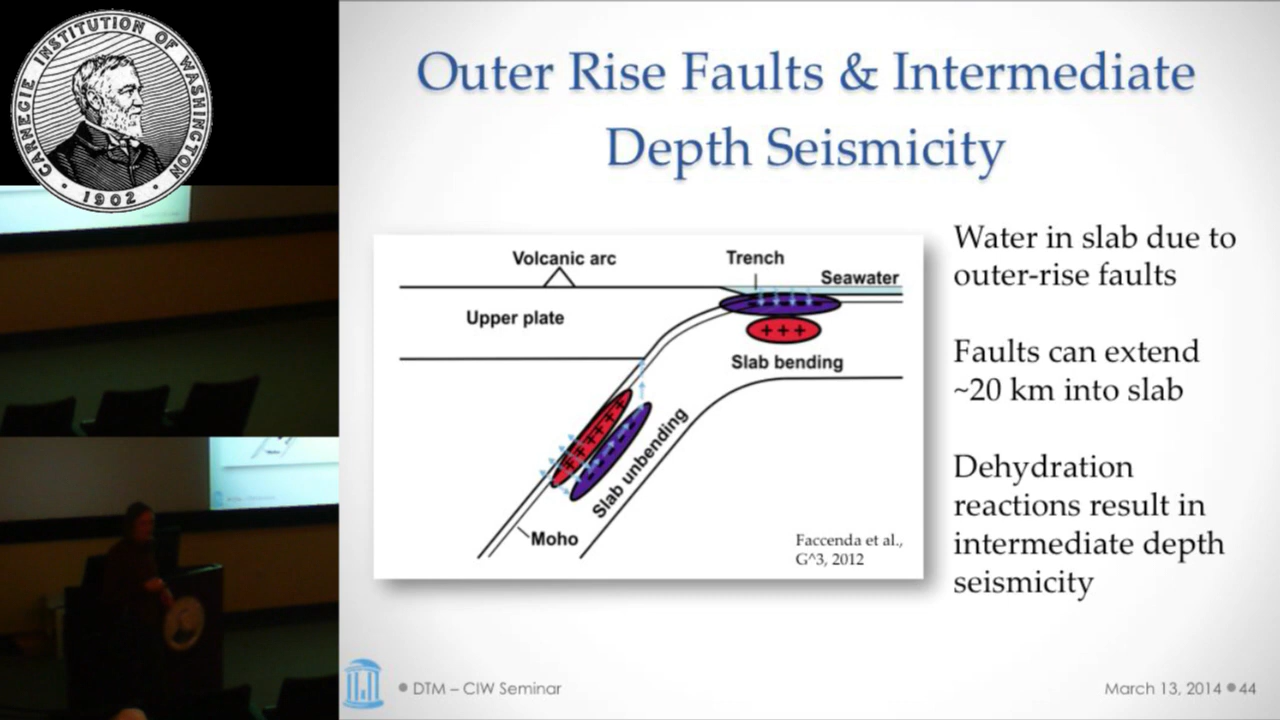 CARNEGIE INSTITUTION OF WASHINGTON
· 1902 ·
Outer Rise Faults & Intermediate
Depth Seismicity
Volcanic arc
Trench
Seawater
Upper plate
+ + +
Slab bending
Slab unbending
Moho
Faccenda et al.,
G^3, 2012
Water in slab due to
outer-rise faults
Faults can extend
~20 km into slab
Dehydration
reactions result in
intermediate depth
seismicity
• DTM – CIW Seminar
March 13, 2014 • 44